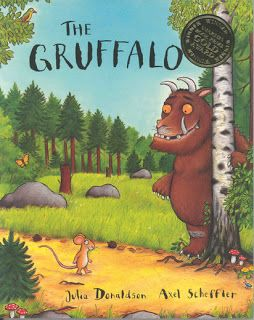 THE
GRUFFALO
Julia Donaldson Axel Scheffler